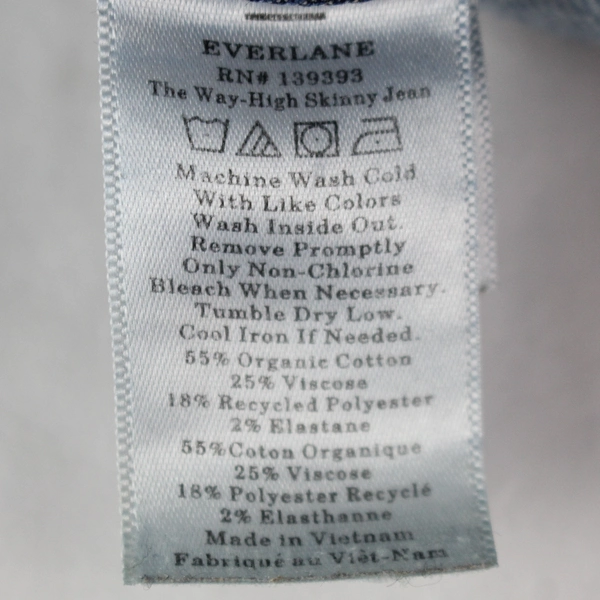 EVERLANE
RN# 139393
The Way-High Skinny Jean
Machine Wash Cold
With Like Colors
Wash Inside Out.
Remove Promptly
Only Non-Chlorine
Bleach When Necessary.
Tumble Dry Low.
Cool Iron If Needed.
55% Organic Cotton
25% Viscose
18% Recycled Polyester
2% Elastane
55%Coton Organique
25% Viscose
18% Polyester Recyclé
2% Elasthanne
Made in Vietnam
Fabriqué au Viêt-Nam